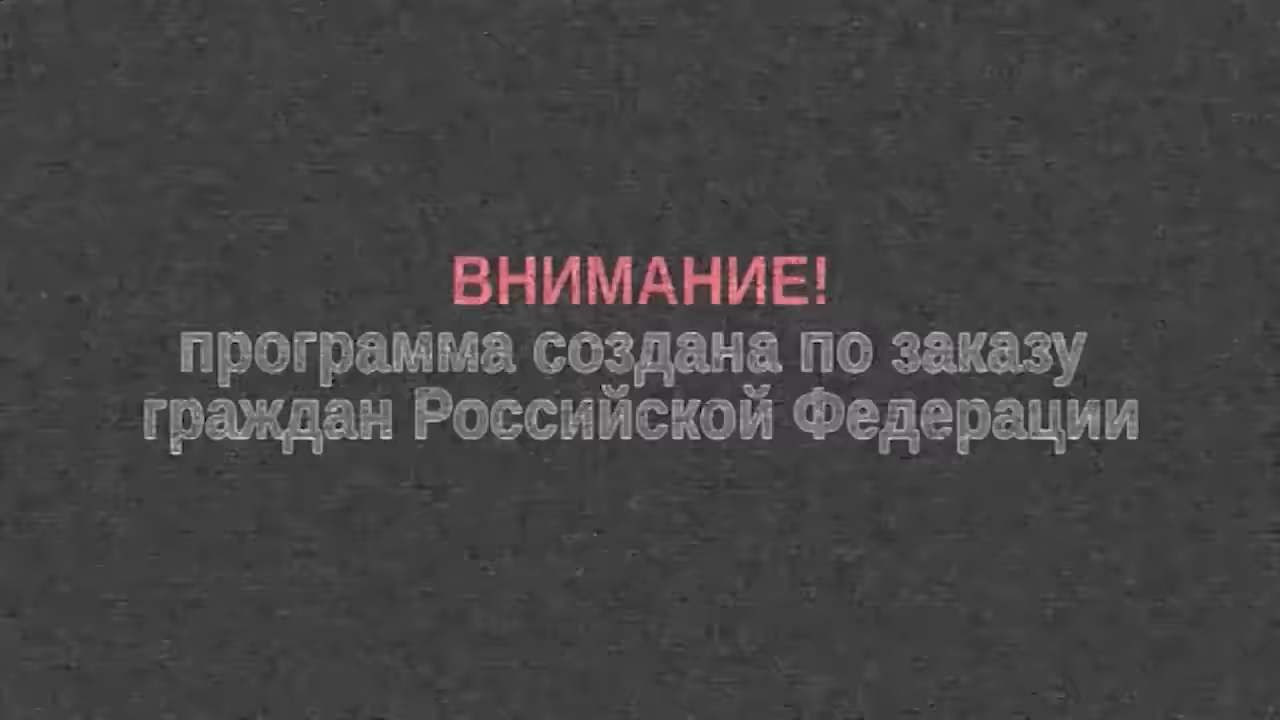 ВНИМАНИЕ!
программа создана по заказу
граждан Российской Федерации